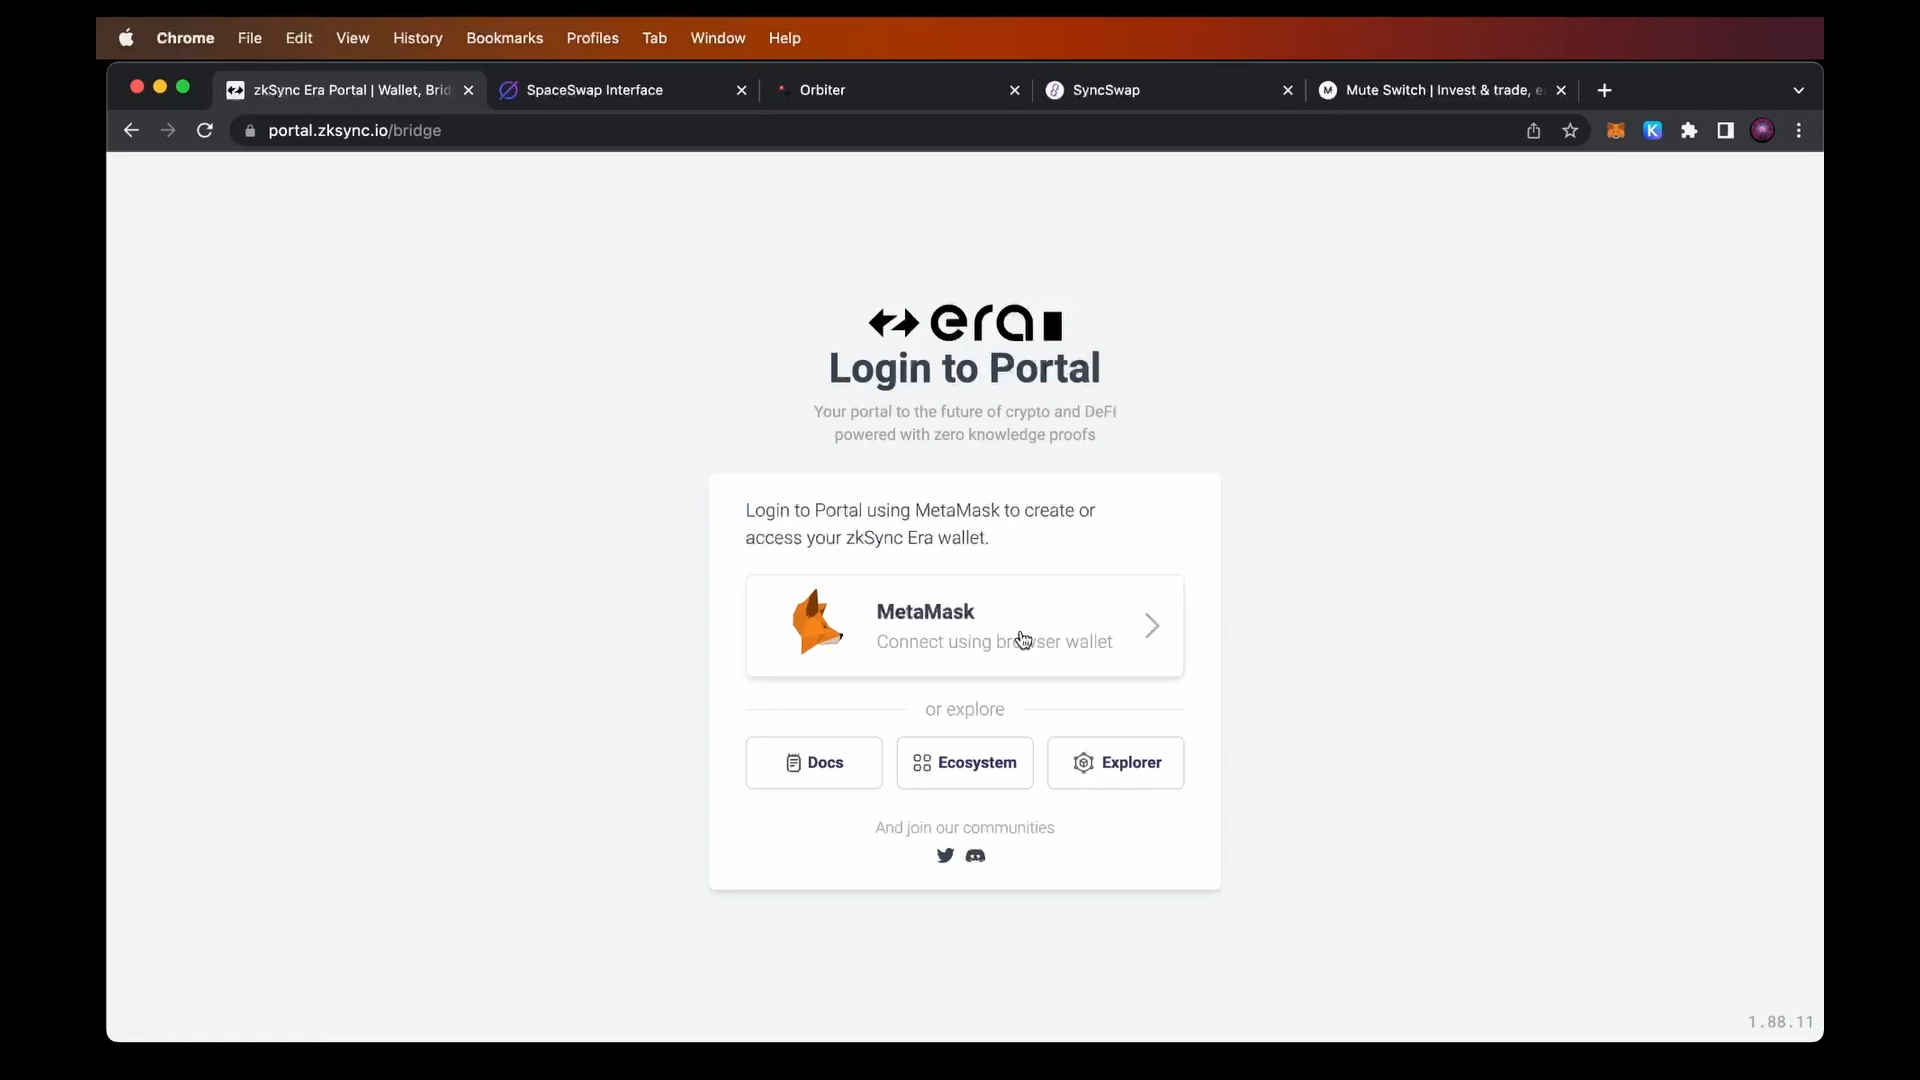 Chrome File Edit View History Bookmarks Profiles Tab Window Help
zkSync Era Portal | Wallet, Brid SpaceSwap Interface Orbiter SyncSwap Mute Switch | Invest & trade, e
portal.zksync.io/bridge
K
era
Login to Portal
Your portal to the future of crypto and DeFi
powered with zero knowledge proofs
Login to Portal using MetaMask to create or
access your zkSync Era wallet.
MetaMask
Connect using browser wallet
or explore
Docs Ecosystem Explorer
And join our communities
1.88.11